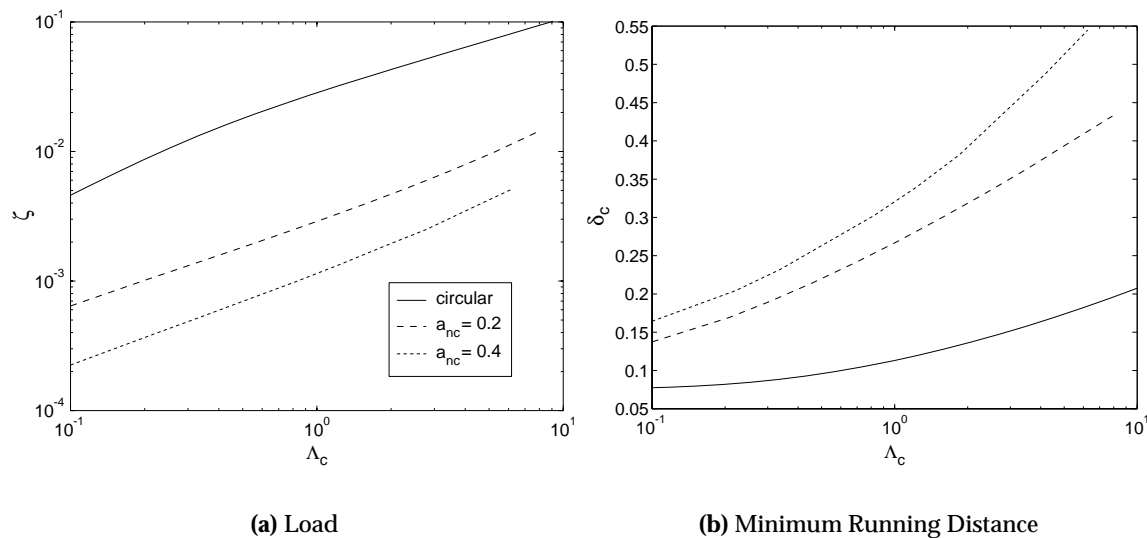 10^-1
10^-2
10^-3
10^-4
ζ
10^-1 10^0 10^1
Λ_c
circular
a_nc = 0.2
a_nc = 0.4
(a) Load
0.55
0.5
0.45
0.4
0.35
0.3
0.25
0.2
0.15
0.1
0.05
δ_c
10^-1 10^0 10^1
Λ_c
(b) Minimum Running Distance